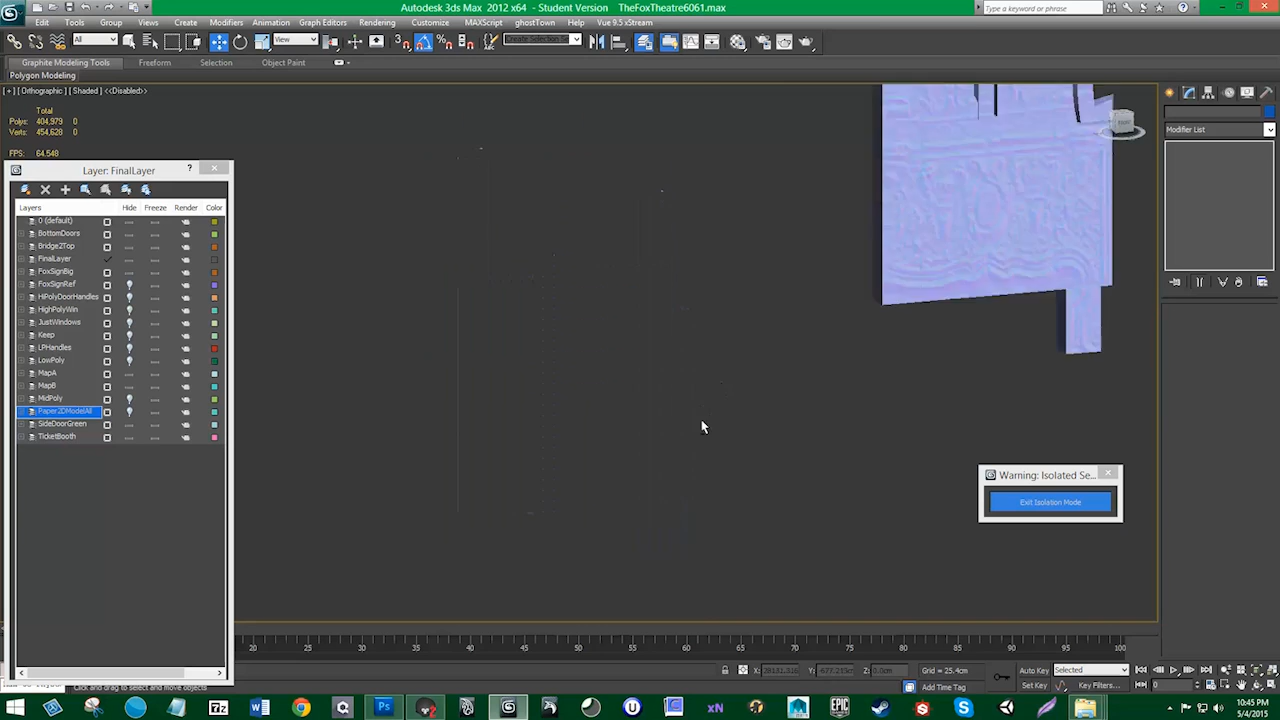 Autodesk 3ds Max 2012 x64 - Student Version TheFoxTheatre6061.max
Type a keyword or phrase
Edit Tools Group Views Create Modifiers Animation Graph Editors Rendering Customize MAXScript ghostTown Help Vue 9.5 xStream
All View
Graphite Modeling Tools Freeform Selection Object Paint
Polygon Modeling
[ + ] [Orthographic ] [ Shaded ] <<Disabled>>
Total
Polys: 404,979 0
Verts: 454,628 0
FPS: 64.548
Modifier List
Layer: FinalLayer ?
Layers Hide Freeze Render Color
0 (default)
BottomDoors
Bridge2Top
FinalLayer
FoxSignBig
FoxSignRef
HiPolyDoorHandles
HighPolyWin
JustWindows
Keep
LPHandles
LowPoly
MapA
MapB
MidPoly
Paper2DModelAll
SideDoorGreen
TicketBooth
Warning: Isolated Se...
Exit Isolation Mode
20 25 30 35 40 45 50 55 60 65 70 75 80 85 90 95 100
X: Y: Z: 0.0cm Grid = 25.4cm Auto Key Selected
Click and drag to select and move objects Add Time Tag Set Key Key Filters... 0
10:45 PM
5/4/2015